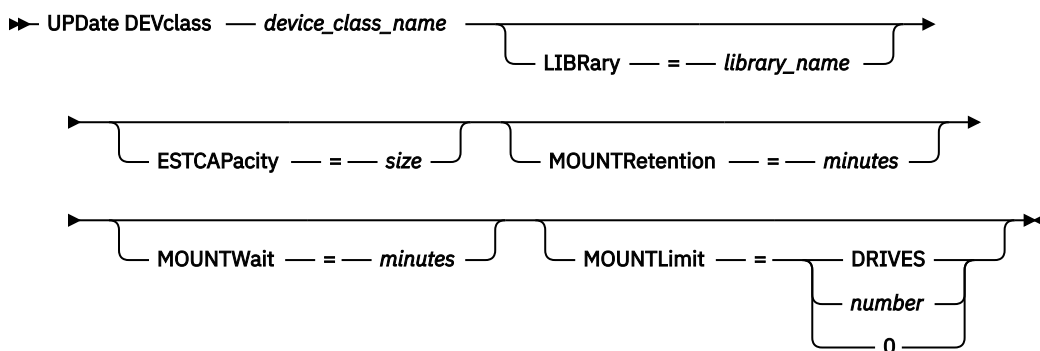 UPDate DEVclass device_class_name
LIBRary = library_name
ESTCAPacity = size MOUNTRetention = minutes
MOUNTWait = minutes MOUNTLimit = DRIVES
number
0